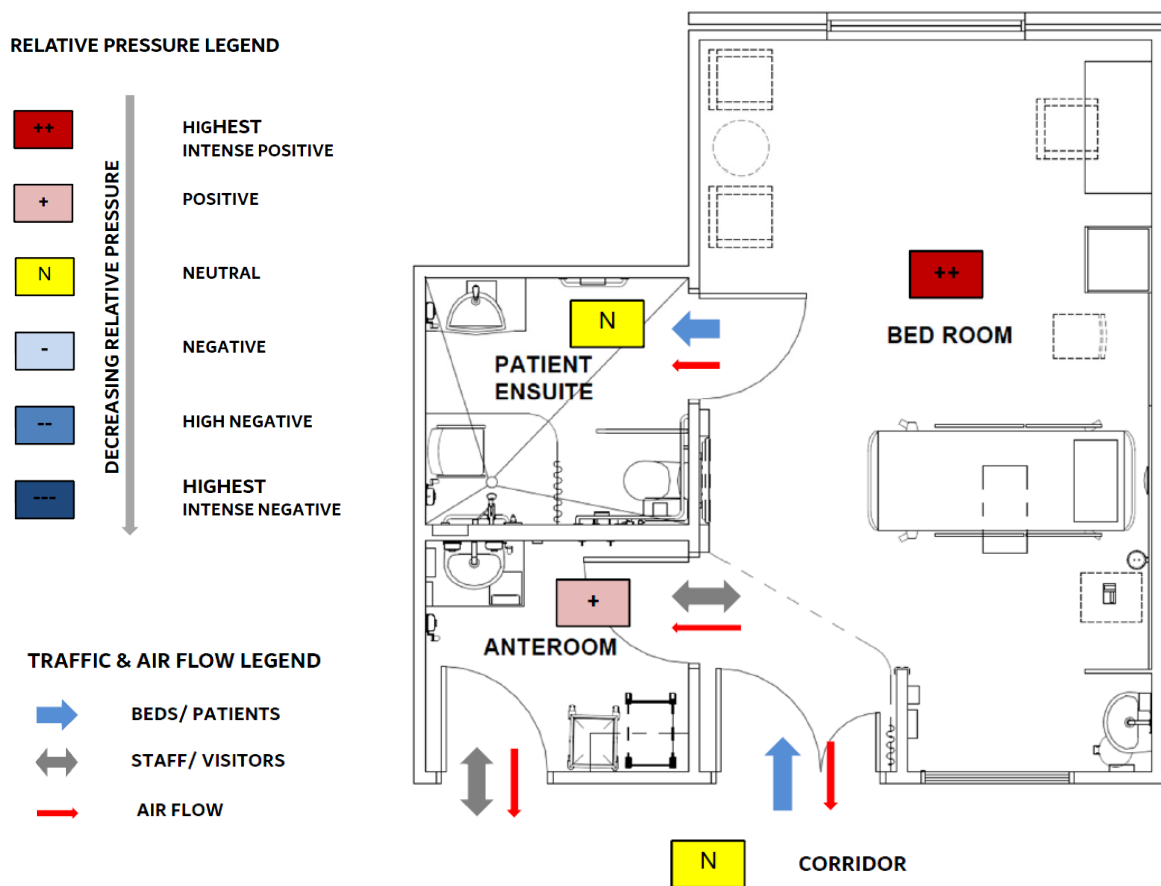 RELATIVE PRESSURE LEGEND
DECREASING RELATIVE PRESSURE
++
HIGHEST
INTENSE POSITIVE
+
POSITIVE
N
NEUTRAL
-
NEGATIVE
--
HIGH NEGATIVE
---
HIGHEST
INTENSE NEGATIVE
TRAFFIC & AIR FLOW LEGEND
BEDS/ PATIENTS
STAFF/ VISITORS
AIR FLOW
++
BED ROOM
N
PATIENT
ENSUITE
+
ANTEROOM
N
CORRIDOR